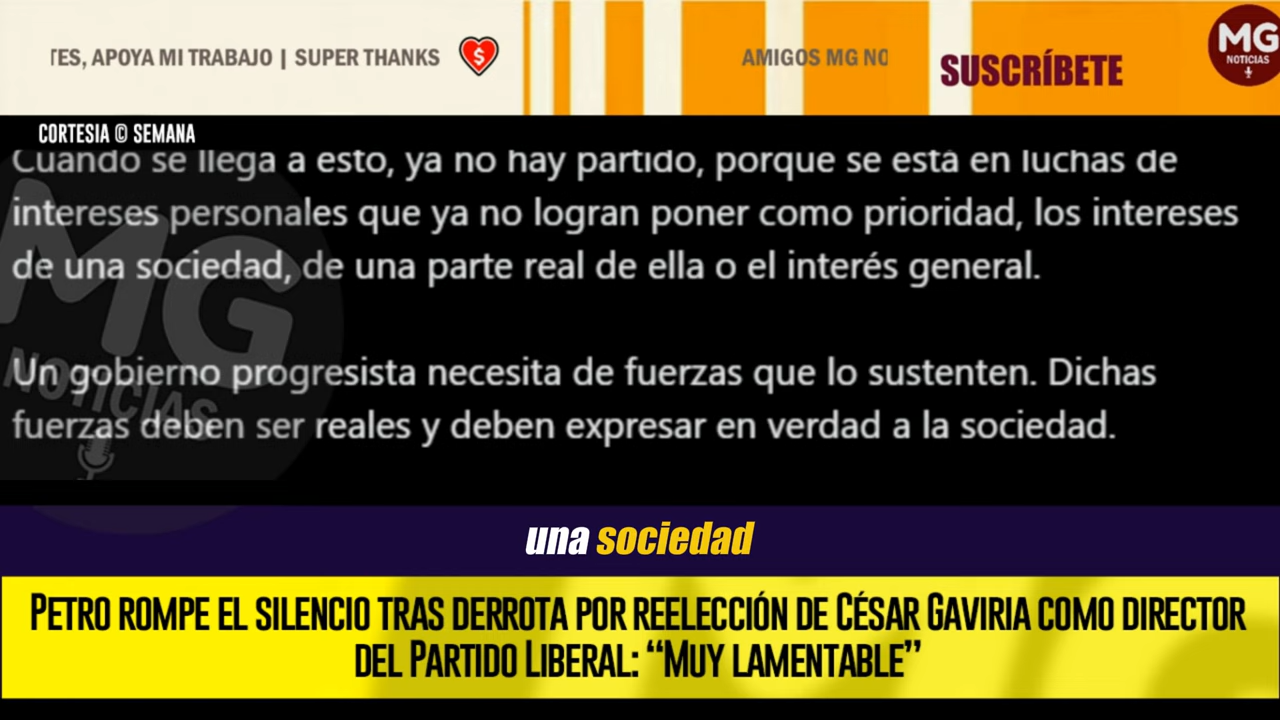 TES, APOYA MI TRABAJO | SUPER THANKS
AMIGOS MG NO
SUSCRÍBETE
MG
NOTICIAS
CORTESIA © SEMANA
Cuando se llega a esto, ya no hay partido, porque se está en luchas de
intereses personales que ya no logran poner como prioridad, los intereses
de una sociedad, de una parte real de ella o el interés general.
Un gobierno progresista necesita de fuerzas que lo sustenten. Dichas
fuerzas deben ser reales y deben expresar en verdad a la sociedad.
MG
NOTICIAS
una sociedad
PETRO ROMPE EL SILENCIO TRAS DERROTA POR REELECCIÓN DE CÉSAR GAVIRIA COMO DIRECTOR
DEL PARTIDO LIBERAL: “MUY LAMENTABLE”